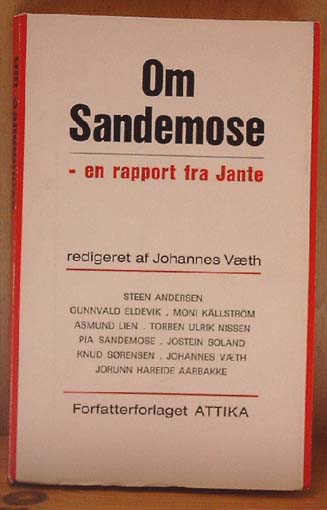 Om
Sandemose
- en rapport fra Jante
redigeret af Johannes Væth
STEEN ANDERSEN
GUNNVALD ELDEVIK . MONI KÄLLSTRÖM
ASMUND LIEN . TORBEN ULRIK NISSEN
PIA SANDEMOSE . JOSTEIN SOLAND
KNUD SØRENSEN . JOHANNES VÆTH
JORUNN HAREIDE AARBAKKE
Forfatterforlaget ATTIKA